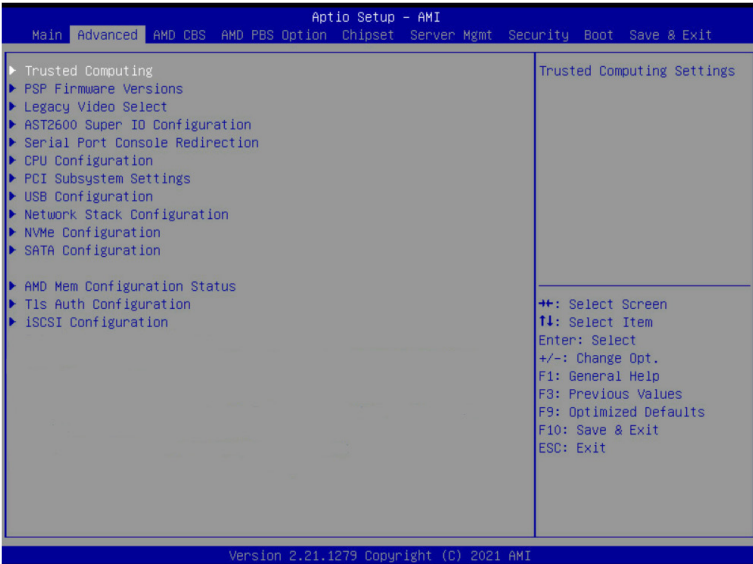 Aptio Setup – AMI
Main Advanced AMD CBS AMD PBS Option Chipset Server Mgmt Security Boot Save & Exit
Trusted Computing
PSP Firmware Versions
Legacy Video Select
AST2600 Super IO Configuration
Serial Port Console Redirection
CPU Configuration
PCI Subsystem Settings
USB Configuration
Network Stack Configuration
NVMe Configuration
SATA Configuration
AMD Mem Configuration Status
Tls Auth Configuration
iSCSI Configuration
Trusted Computing Settings
→←: Select Screen
↑↓: Select Item
Enter: Select
+/-: Change Opt.
F1: General Help
F3: Previous Values
F9: Optimized Defaults
F10: Save & Exit
ESC: Exit
Version 2.21.1279 Copyright (C) 2021 AMI